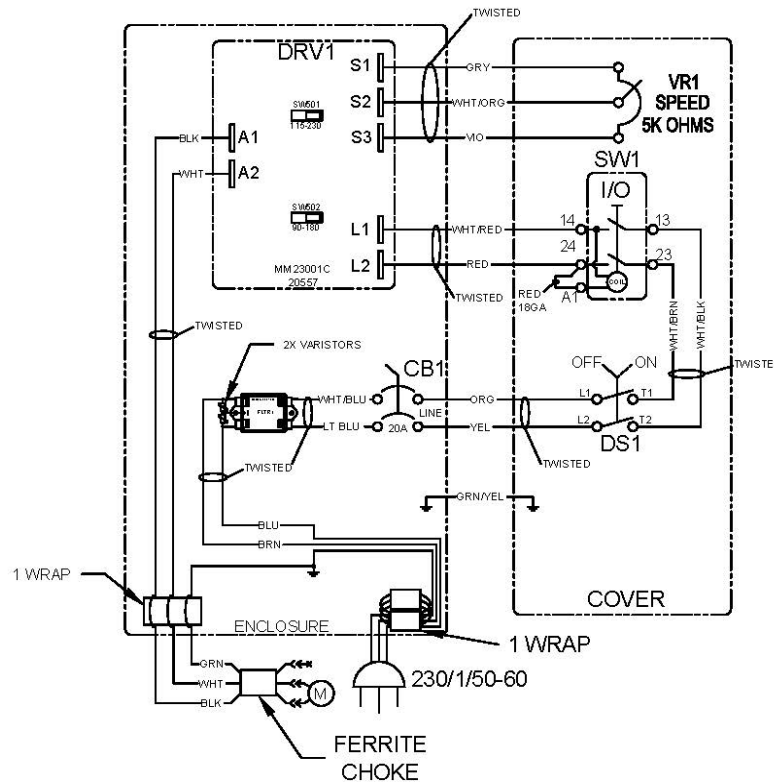 TWISTED
DRV1
S1
GRY
SW501
115-230
S2
WHT/ORG
VR1
SPEED
5K OHMS
S3
VIO
BLK
A1
WHT
A2
SW1
I/O
SW502
90-180
L1
WHT/RED
14
13
L2
RED
24
23
MM23001C
20557
TWISTED
RED
18GA
A1
COIL
TWISTED
WHT/BRN
WHT/BLK
2X VARISTORS
CB1
OFF
ON
TWISTE
WHT/BLU
ORG
L1
T1
LINE
LT BLU
20A
YEL
L2
T2
DS1
TWISTED
TWISTED
GRN/YEL
BLU
BRN
1 WRAP
COVER
ENCLOSURE
1 WRAP
GRN
230/1/50-60
WHT
M
BLK
FERRITE
CHOKE